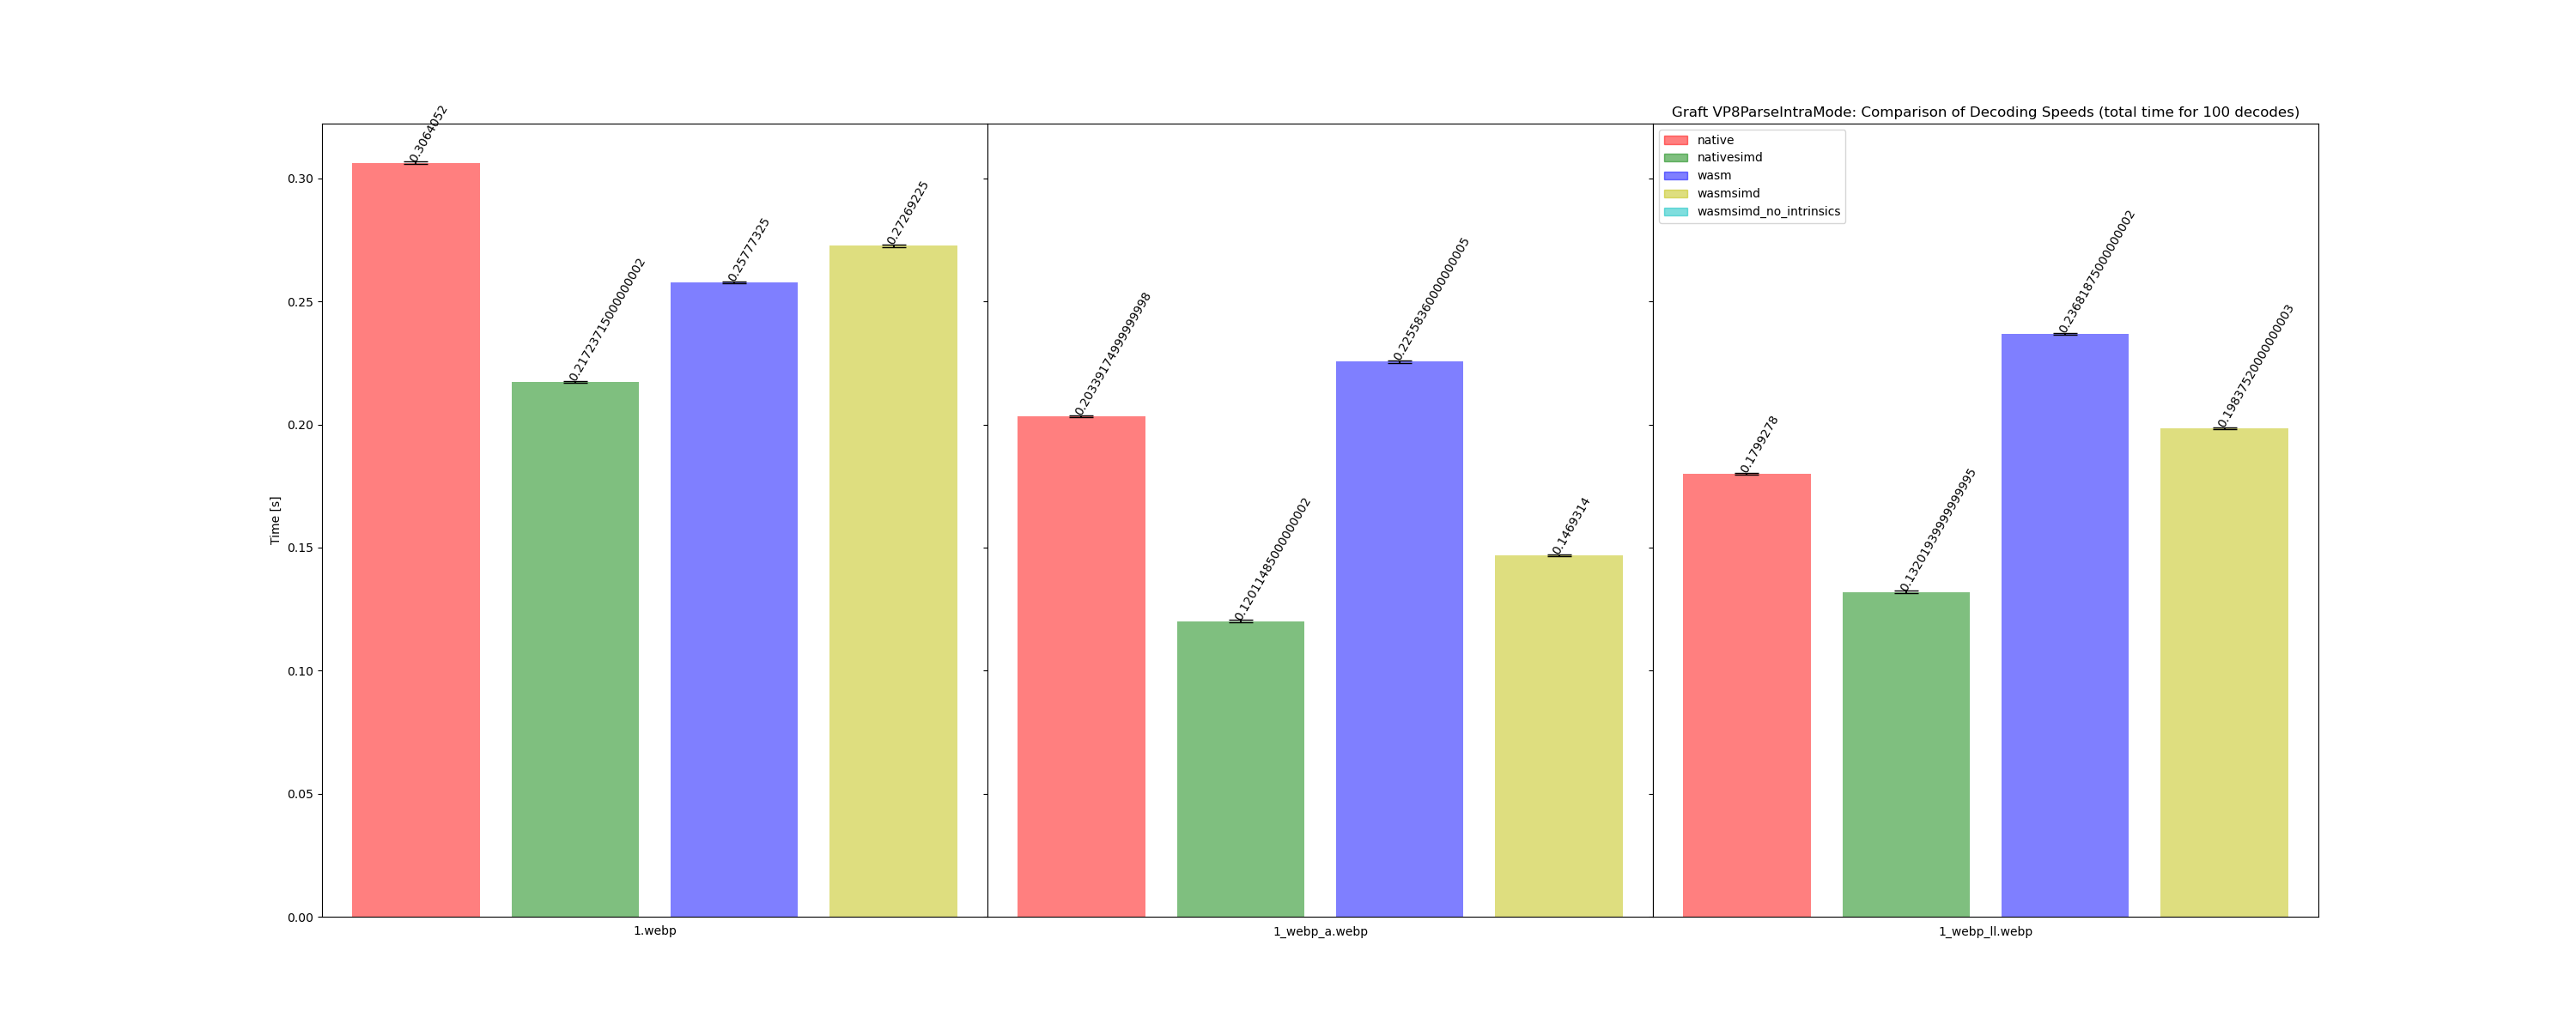 Graft VP8ParseIntraMode: Comparison of Decoding Speeds (total time for 100 decodes)
native
nativesimd
wasm
wasmsimd
wasmsimd_no_intrinsics
Time [s]
0.30
0.25
0.20
0.15
0.10
0.05
0.00
0.3064052
0.21723715000000002
0.25777325
0.27269225
0.20339174999999998
0.12011485000000002
0.22558360000000005
0.1469314
0.1799278
0.13201939999999995
0.23681875000000002
0.19837520000000003
1.webp
1_webp_a.webp
1_webp_ll.webp